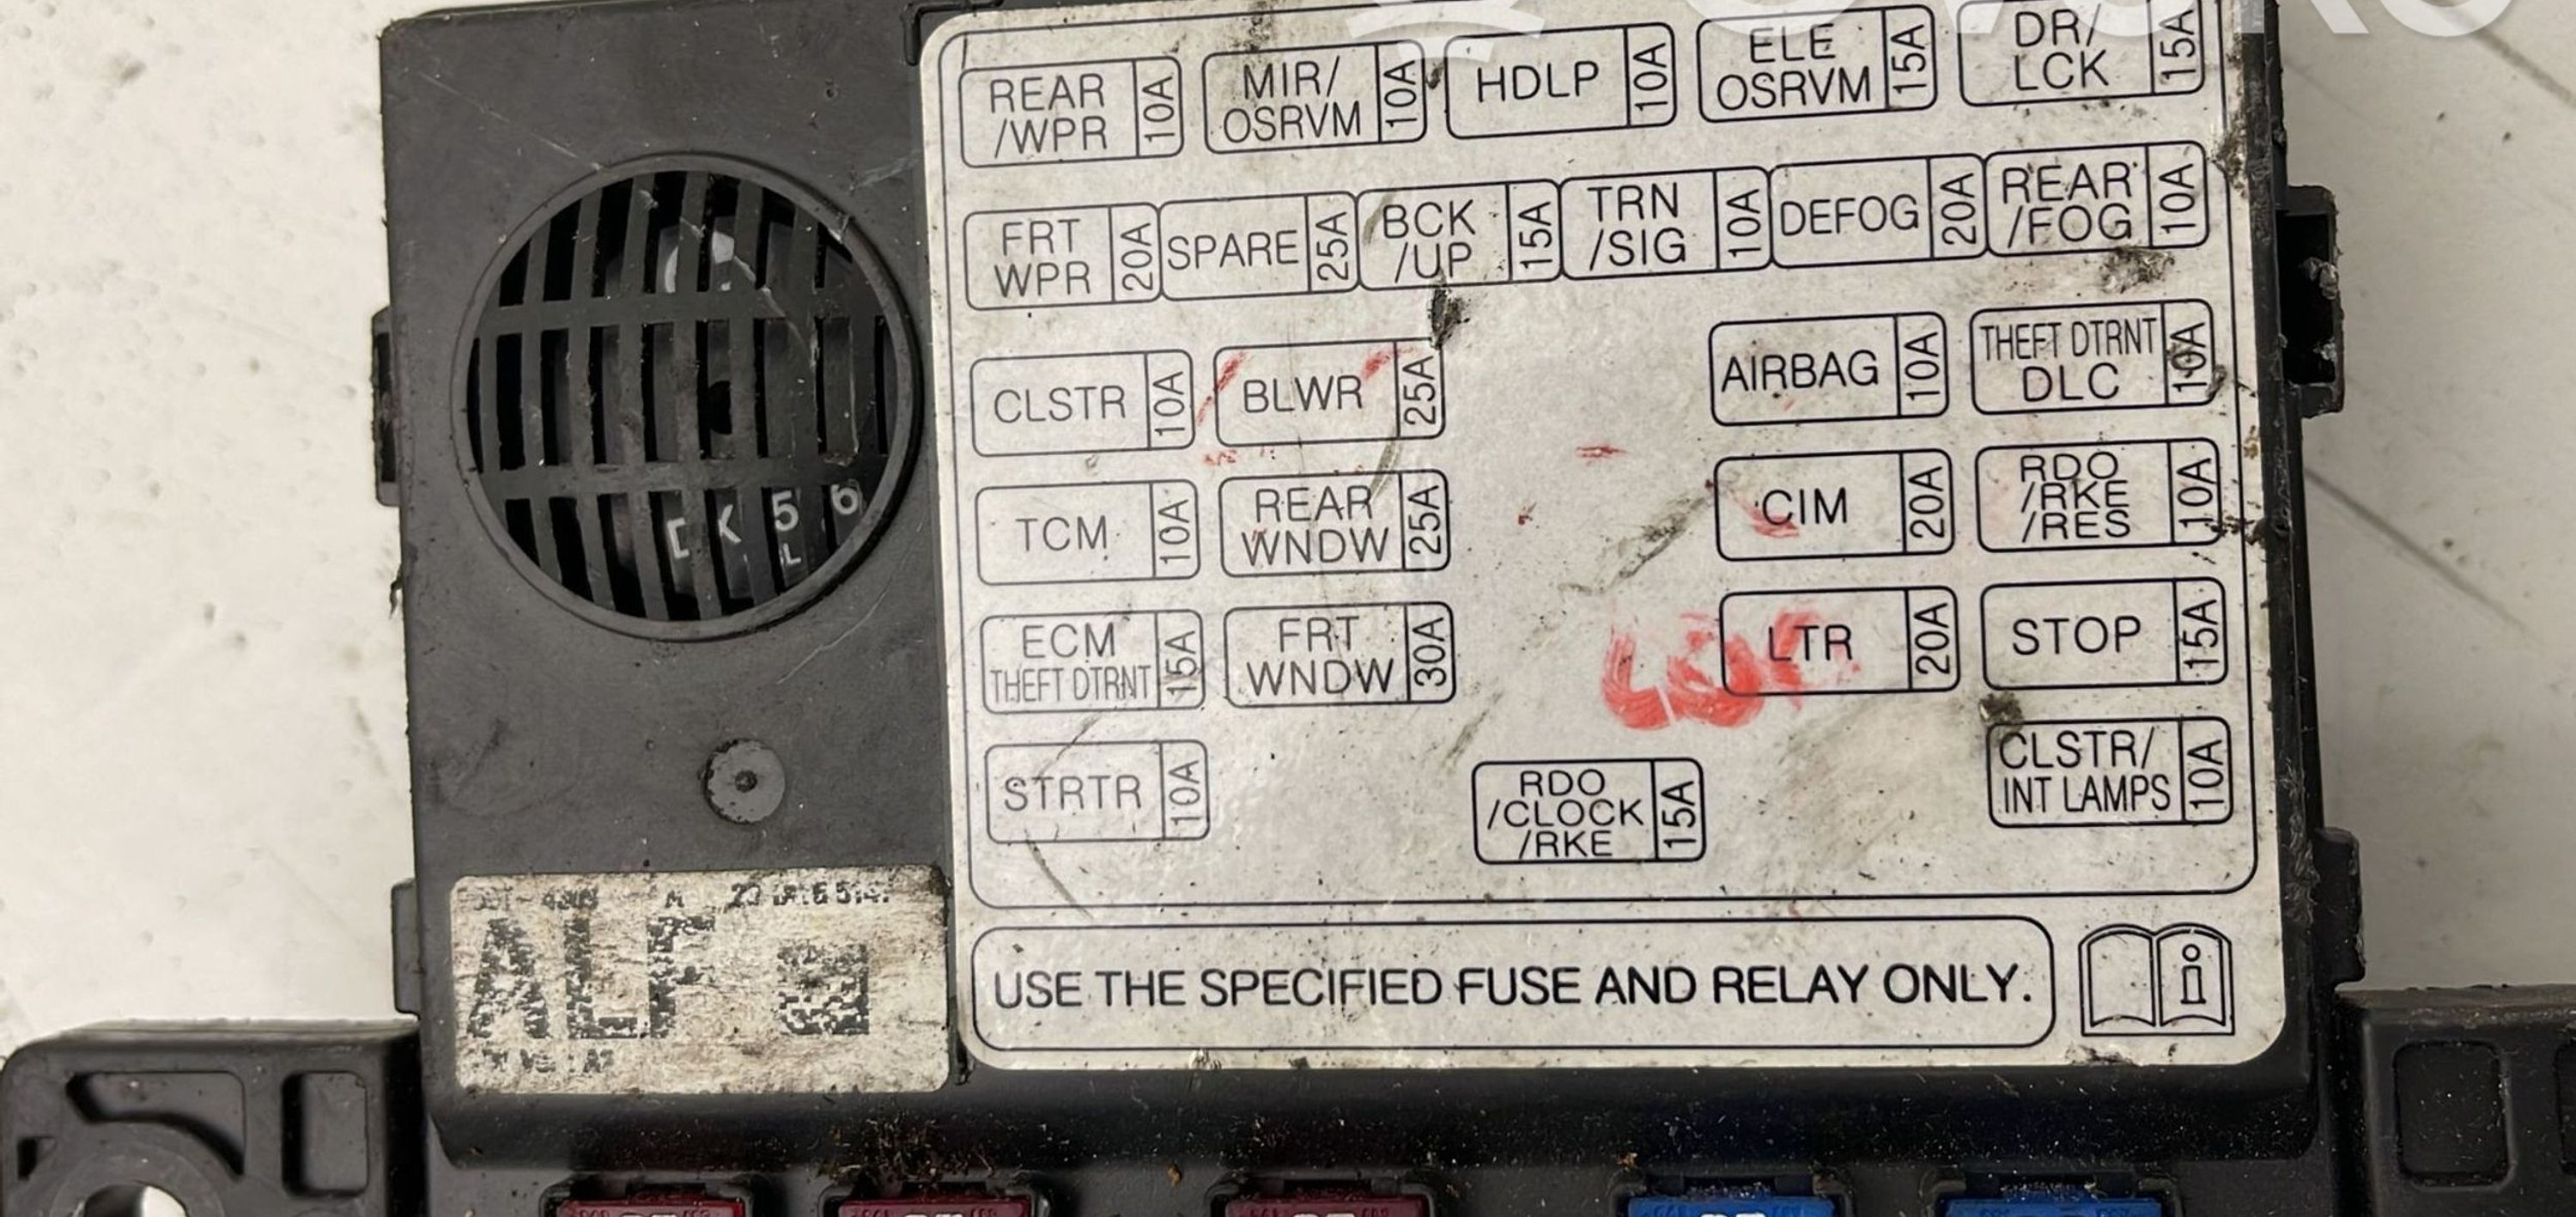 REAR
/WPR
10A
MIR/
OSRVM
10A
HDLP
10A
ELE
OSRVM
15A
DR/
LCK
15A
FRT
WPR
20A
SPARE
25A
BCK
/UP
15A
TRN
/SIG
10A
DEFOG
20A
REAR
/FOG
10A
CLSTR
10A
BLWR
25A
AIRBAG
10A
THEFT DTRNT
DLC
10A
TCM
10A
REAR
WNDW
25A
CIM
20A
RDO
/RKE
/RES
10A
ECM
THEFT DTRNT
15A
FRT
WNDW
30A
LTR
20A
STOP
15A
STRTR
10A
RDO
/CLOCK
/RKE
15A
CLSTR/
INT LAMPS
10A
USE THE SPECIFIED FUSE AND RELAY ONLY.
i
K 5 6
ALF